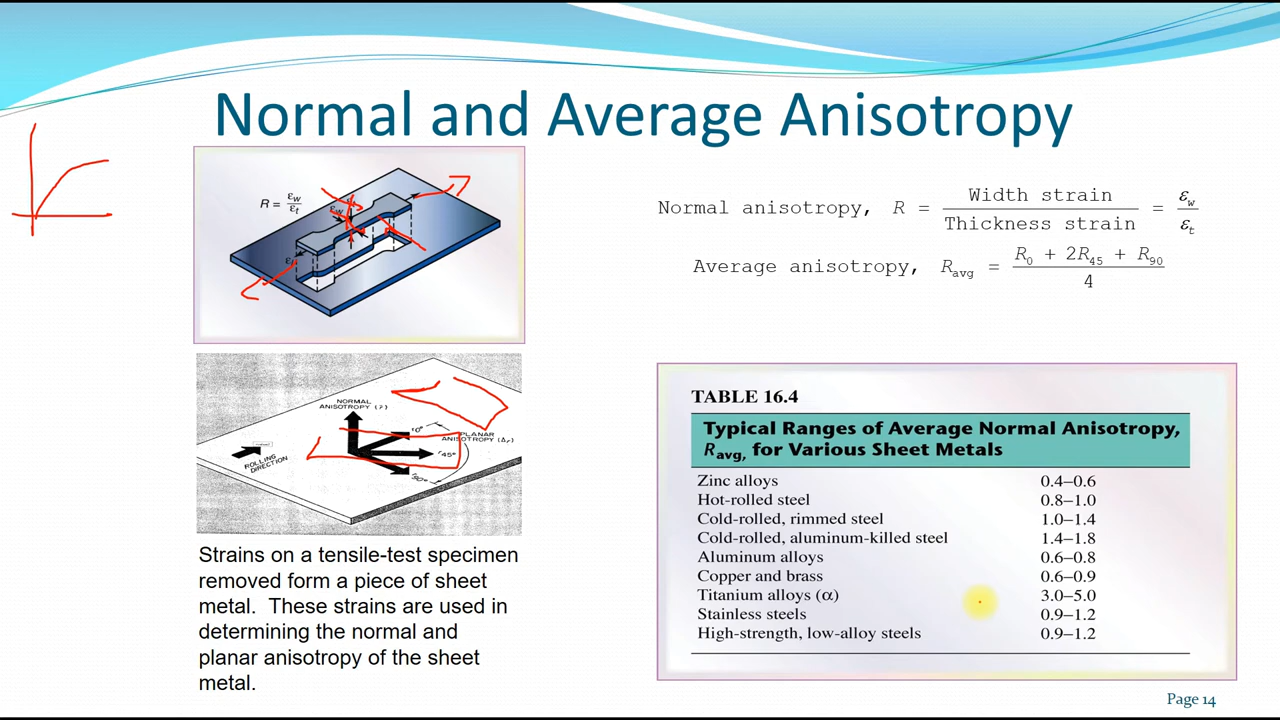 Normal and Average Anisotropy
R = εw/εt
εw
Normal anisotropy, R = Width strain / Thickness strain = εw / εt
Average anisotropy, Ravg = R0 + 2R45 + R90 / 4
NORMAL
ANISOTROPY (r̄)
r0°
PLANAR
ANISOTROPY (Δr)
r45°
r90°
ROLLING
DIRECTION
TABLE 16.4
Typical Ranges of Average Normal Anisotropy,
Ravg, for Various Sheet Metals
Zinc alloys 0.4–0.6
Hot-rolled steel 0.8–1.0
Cold-rolled, rimmed steel 1.0–1.4
Cold-rolled, aluminum-killed steel 1.4–1.8
Aluminum alloys 0.6–0.8
Copper and brass 0.6–0.9
Titanium alloys (α) 3.0–5.0
Stainless steels 0.9–1.2
High-strength, low-alloy steels 0.9–1.2
Strains on a tensile-test specimen
removed form a piece of sheet
metal. These strains are used in
determining the normal and
planar anisotropy of the sheet
metal.
Page 14